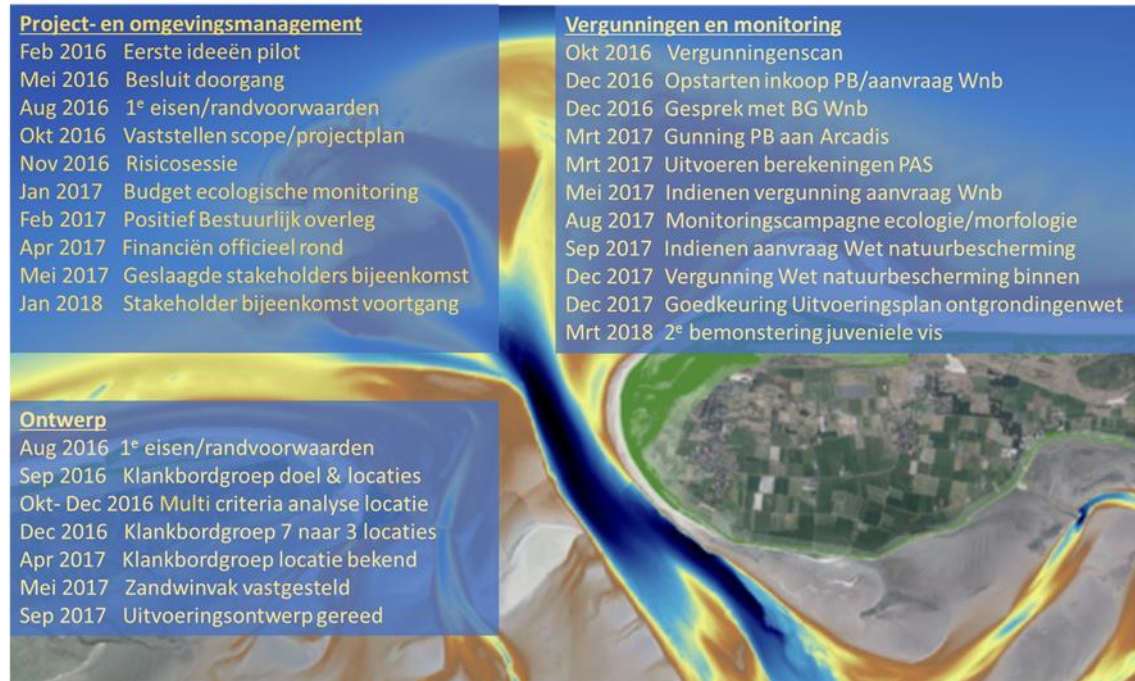 Project- en omgevingsmanagement
Feb 2016 Eerste ideeën pilot
Mei 2016 Besluit doorgang
Aug 2016 1e eisen/randvoorwaarden
Okt 2016 Vaststellen scope/projectplan
Nov 2016 Risicosessie
Jan 2017 Budget ecologische monitoring
Feb 2017 Positief Bestuurlijk overleg
Apr 2017 Financiën officieel rond
Mei 2017 Geslaagde stakeholders bijeenkomst
Jan 2018 Stakeholder bijeenkomst voortgang
Vergunningen en monitoring
Okt 2016 Vergunningenscan
Dec 2016 Opstarten inkoop PB/aanvraag Wnb
Dec 2016 Gesprek met BG Wnb
Mrt 2017 Gunning PB aan Arcadis
Mrt 2017 Uitvoeren berekeningen PAS
Mei 2017 Indienen vergunning aanvraag Wnb
Aug 2017 Monitoringscampagne ecologie/morfologie
Sep 2017 Indienen aanvraag Wet natuurbescherming
Dec 2017 Vergunning Wet natuurbescherming binnen
Dec 2017 Goedkeuring Uitvoeringsplan ontgrondingenwet
Mrt 2018 2e bemonstering juveniele vis
Ontwerp
Aug 2016 1e eisen/randvoorwaarden
Sep 2016 Klankbordgroep doel & locaties
Okt- Dec 2016 Multi criteria analyse locatie
Dec 2016 Klankbordgroep 7 naar 3 locaties
Apr 2017 Klankbordgroep locatie bekend
Mei 2017 Zandwinvak vastgesteld
Sep 2017 Uitvoeringsontwerp gereed